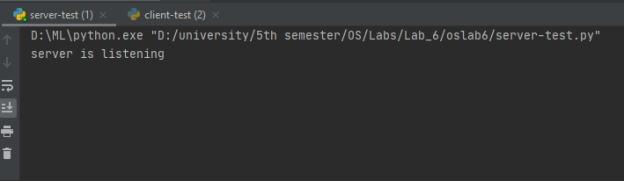 server-test (1) client-test (2)
D:\ML\python.exe "D:/university/5th semester/OS/Labs/Lab_6/oslab6/server-test.py"
server is listening